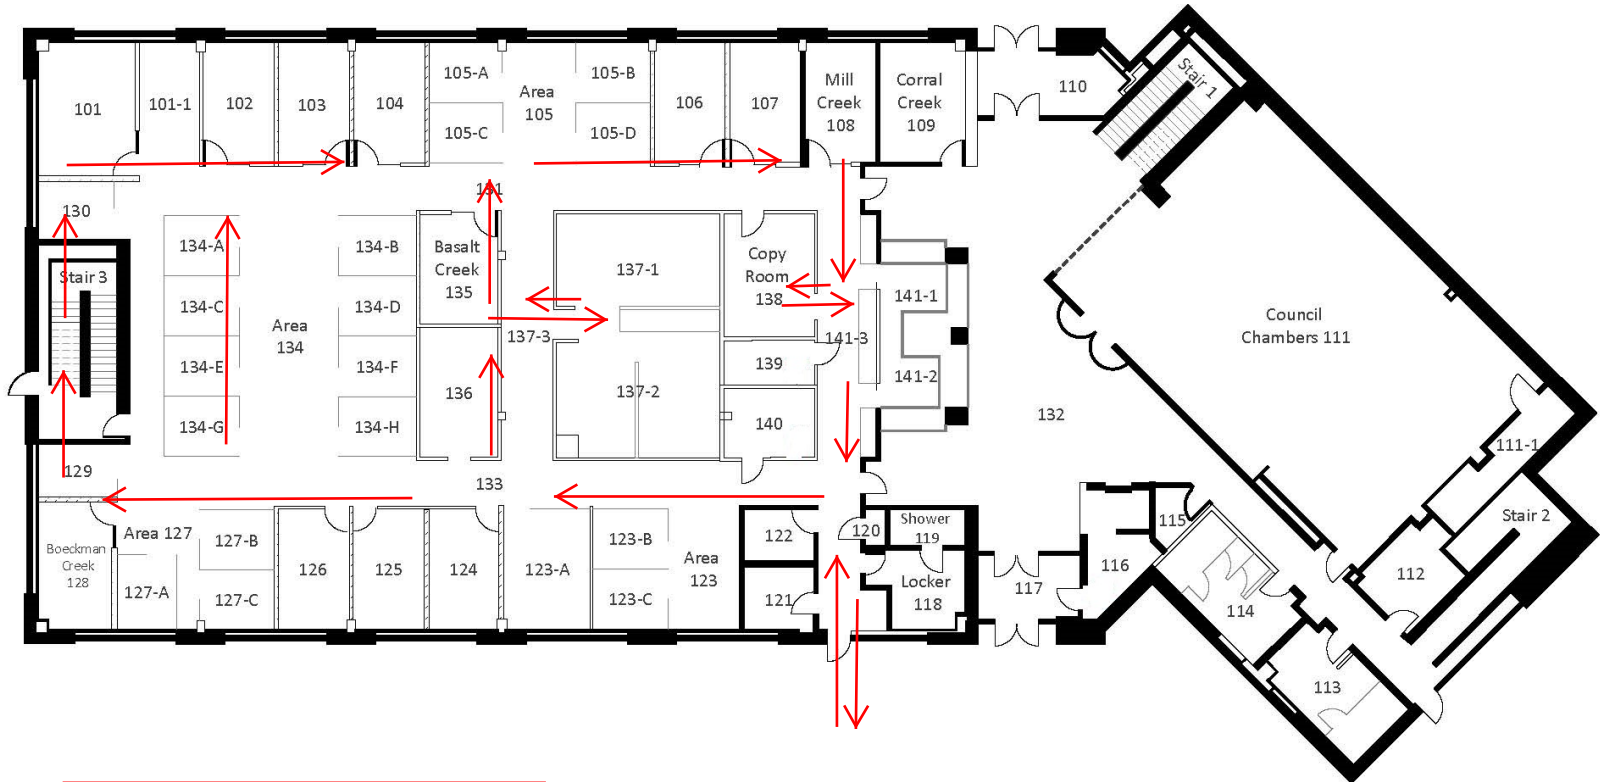 101
101-1
102
103
104
105-A
Area
105
105-B
105-C
105-D
106
107
Mill
Creek
108
Corral
Creek
109
110
Stair 1
130
131
134-A
134-B
134-C
134-D
134-E
134-F
134-G
134-H
Area
134
Stair 3
Basalt
Creek
135
136
137-1
137-2
137-3
Copy
Room
138
139
140
141-1
141-2
141-3
Council
Chambers 111
111-1
132
129
133
Area 127
127-A
127-B
127-C
Boeckman
Creek
128
126
125
124
123-A
123-B
123-C
Area
123
122
121
120
Shower
119
Locker
118
117
116
115
114
113
112
Stair 2